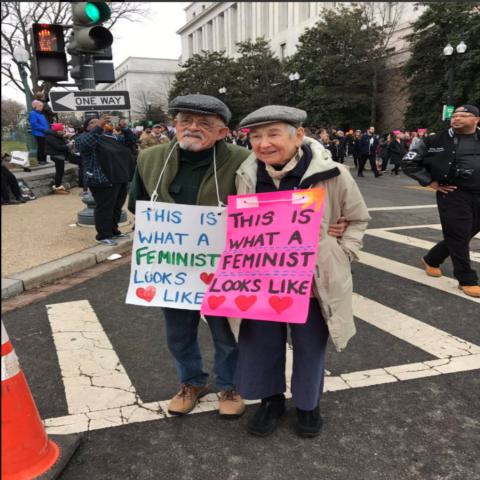 ONE WAY
THIS IS
WHAT A
FEMINIST
LOOKS
LIKE
THIS IS
WHAT A
FEMINIST
LOOKS LIKE